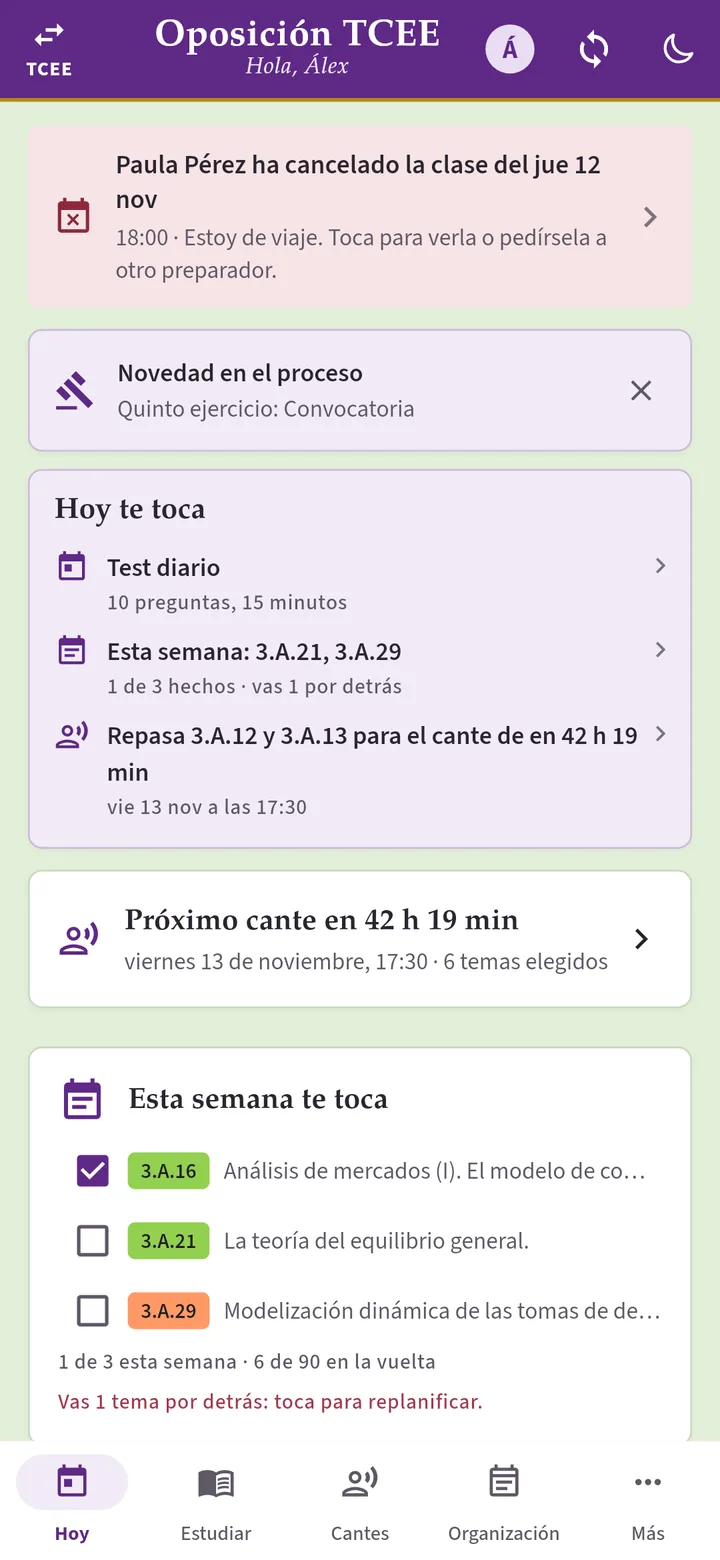 Oposición TCEE
TCEE
Hola, Álex
Á
Paula Pérez ha cancelado la clase del jue 12
nov
18:00 · Estoy de viaje. Toca para verla o pedírsela a
otro preparador.
Novedad en el proceso
Quinto ejercicio: Convocatoria
Hoy te toca
Test diario
10 preguntas, 15 minutos
Esta semana: 3.A.21, 3.A.29
1 de 3 hechos · vas 1 por detrás
Repasa 3.A.12 y 3.A.13 para el cante de en 42 h 19
min
vie 13 nov a las 17:30
Próximo cante en 42 h 19 min
viernes 13 de noviembre, 17:30 · 6 temas elegidos
Esta semana te toca
3.A.16 Análisis de mercados (I). El modelo de co…
3.A.21 La teoría del equilibrio general.
3.A.29 Modelización dinámica de las tomas de de…
1 de 3 esta semana · 6 de 90 en la vuelta
Vas 1 tema por detrás: toca para replanificar.
Hoy
Estudiar
Cantes
Organización
Más